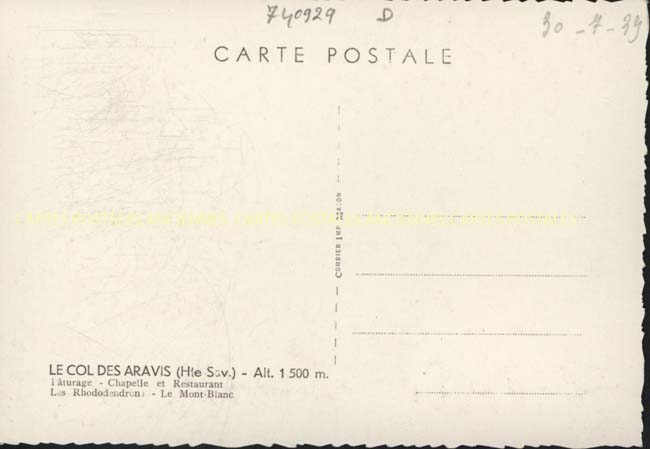 740929 D
30-7-39
CARTE POSTALE
COMBIER IMP MACON
LE COL DES ARAVIS (Hte Sav.) - Alt. 1 500 m.
Pâturage - Chapelle et Restaurant
Les Rhododendrons - Le Mont-Blanc